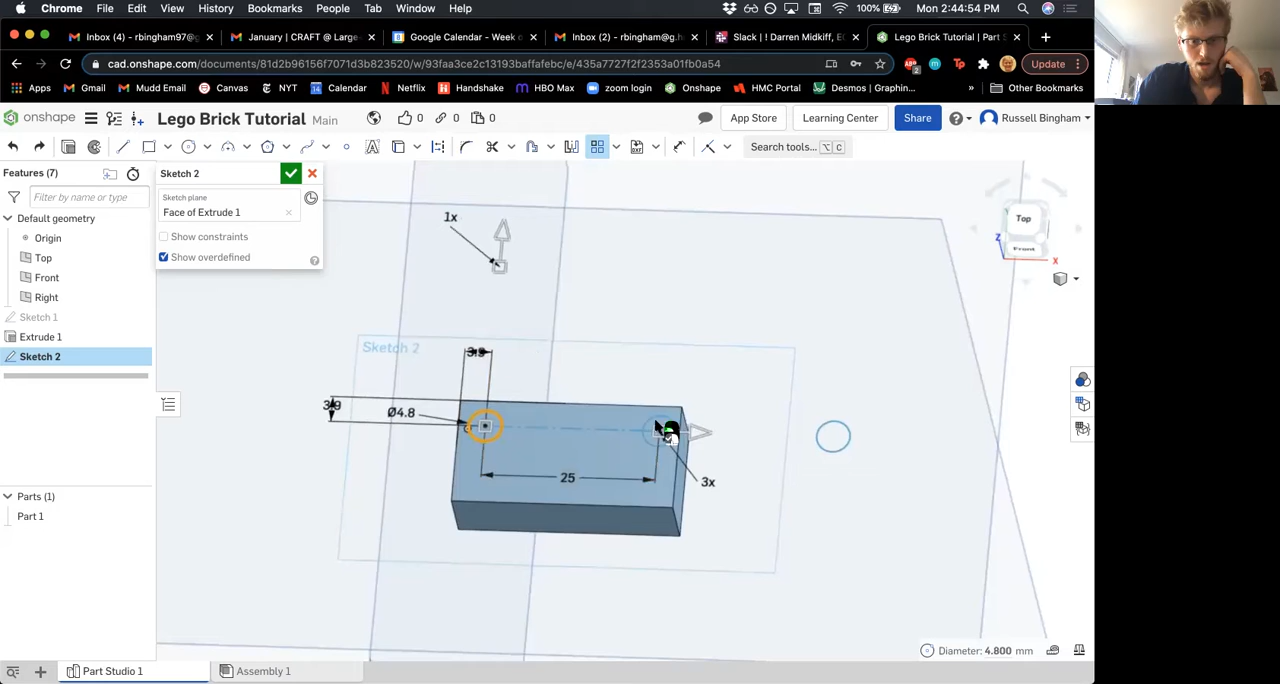 Chrome File Edit View History Bookmarks People Tab Window Help 100% Mon 2:44:54 PM
Inbox (4) - rbingham97@g
January | CRAFT @ Large
Google Calendar - Week o
Inbox (2) - rbingham@g.h
Slack | ! Darren Midkiff, E
Lego Brick Tutorial | Part S
cad.onshape.com/documents/81d2b96156f7071d3b823520/w/93faa3ce2c13193baffafebc/e/435a7727f2f2353a01fb0a54
Update
Apps Gmail Mudd Email Canvas NYT Calendar Netflix Handshake HBO Max zoom login Onshape HMC Portal Desmos | Graphin... » Other Bookmarks
onshape Lego Brick Tutorial Main 0 0 0 App Store Learning Center Share Russell Bingham
Search tools... ⌥ C
Features (7)
Filter by name or type
Default geometry
Origin
Top
Front
Right
Sketch 1
Extrude 1
Sketch 2
Parts (1)
Part 1
Sketch 2
Sketch plane
Face of Extrude 1
Show constraints
Show overdefined
1x
Sketch 2
3.9
3.9
Ø4.8
25
3x
Top
Front
Z
X
Diameter: 4.800 mm
Part Studio 1
Assembly 1